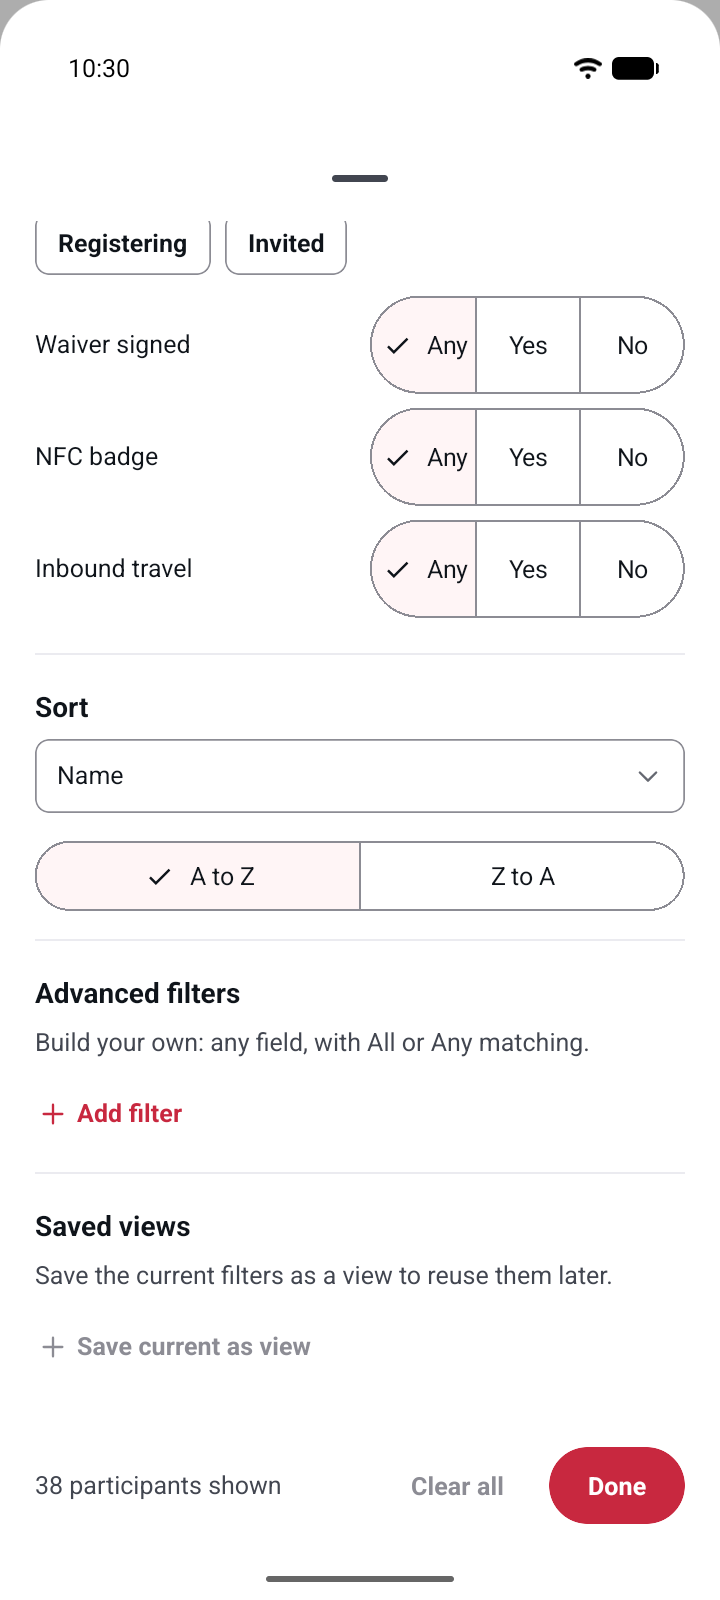 10:30
Registering Invited
Waiver signed Any Yes No
NFC badge Any Yes No
Inbound travel Any Yes No
Sort
Name
A to Z Z to A
Advanced filters
Build your own: any field, with All or Any matching.
Add filter
Saved views
Save the current filters as a view to reuse them later.
Save current as view
38 participants shown Clear all Done